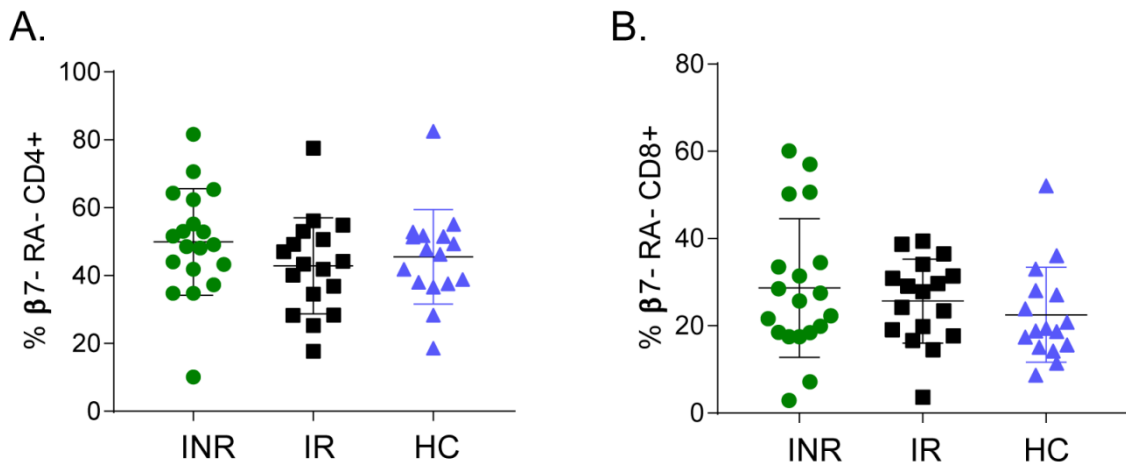 A.
% β7- RA- CD4+
100
80
60
40
20
0
INR IR HC
B.
% β7- RA- CD8+
80
60
40
20
0
INR IR HC